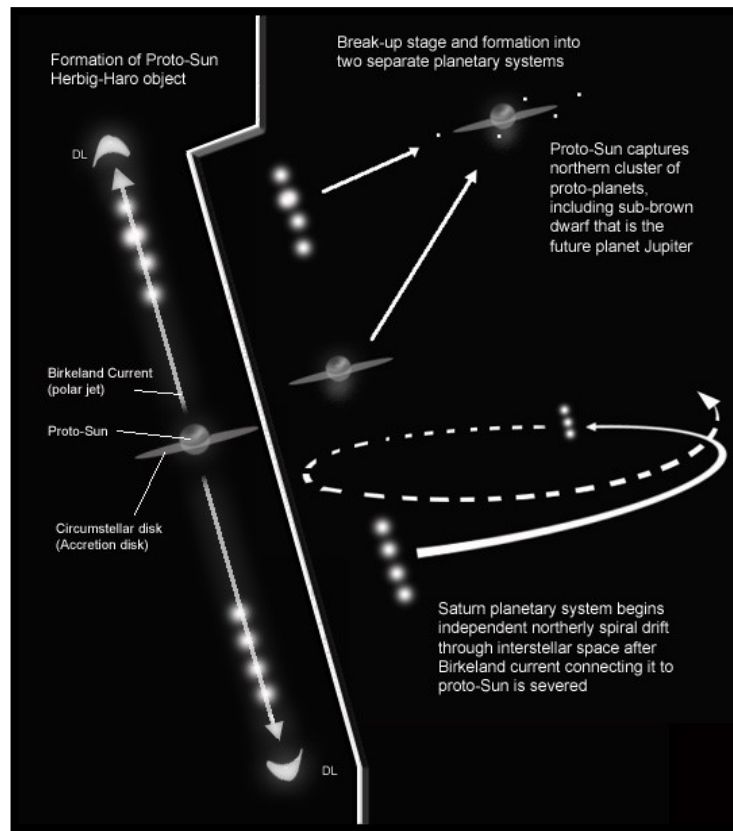 Formation of Proto-Sun
Herbig-Haro object
DL
Birkeland Current
(polar jet)
Proto-Sun
Circumstellar disk
(Accretion disk)
DL
Break-up stage and formation into
two separate planetary systems
Proto-Sun captures
northern cluster of
proto-planets,
including sub-brown
dwarf that is the
future planet Jupiter
Saturn planetary system begins
independent northerly spiral drift
through interstellar space after
Birkeland current connecting it to
proto-Sun is severed